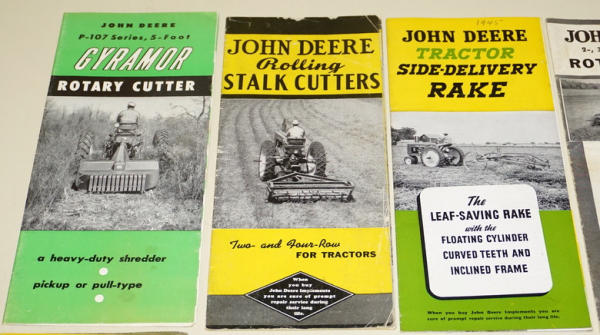 JOHN DEERE
P-107 Series, 5-Foot
GYRAMOR
ROTARY CUTTER
a heavy-duty shredder
pickup or pull-type
JOHN DEERE
Rolling
STALK CUTTERS
Two- and Four-Row
FOR TRACTORS
When
you buy
John Deere Implements
you are sure of prompt
repair service during
their long
life.
1945
JOHN DEERE
TRACTOR
SIDE-DELIVERY
RAKE
The
LEAF-SAVING RAKE
with the
FLOATING CYLINDER
CURVED TEETH AND
INCLINED FRAME
When you buy John Deere Implements you are
sure of prompt repair service during their long life.
JOH
2-,
ROT